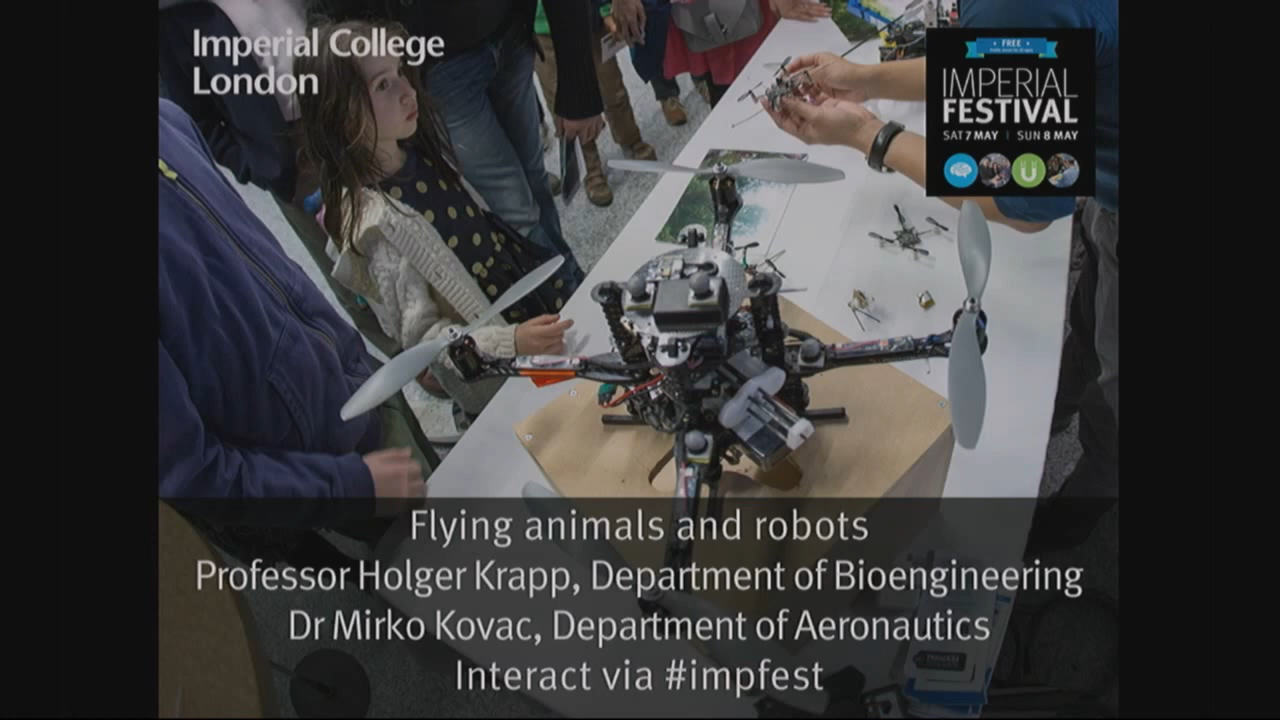 Imperial College
London
FREE
IMPERIAL
FESTIVAL
SAT 7 MAY | SUN 8 MAY
Flying animals and robots
Professor Holger Krapp, Department of Bioengineering
Dr Mirko Kovac, Department of Aeronautics
Interact via #impfest